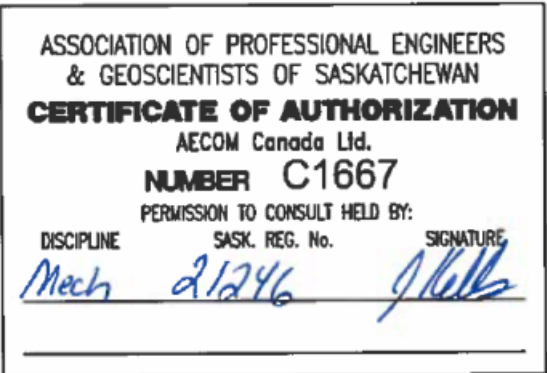 ASSOCIATION OF PROFESSIONAL ENGINEERS
& GEOSCIENTISTS OF SASKATCHEWAN
CERTIFICATE OF AUTHORIZATION
AECOM Canada Ltd.
NUMBER C1667
PERMISSION TO CONSULT HELD BY:
DISCIPLINE SASK. REG. No. SIGNATURE
Mech 21246